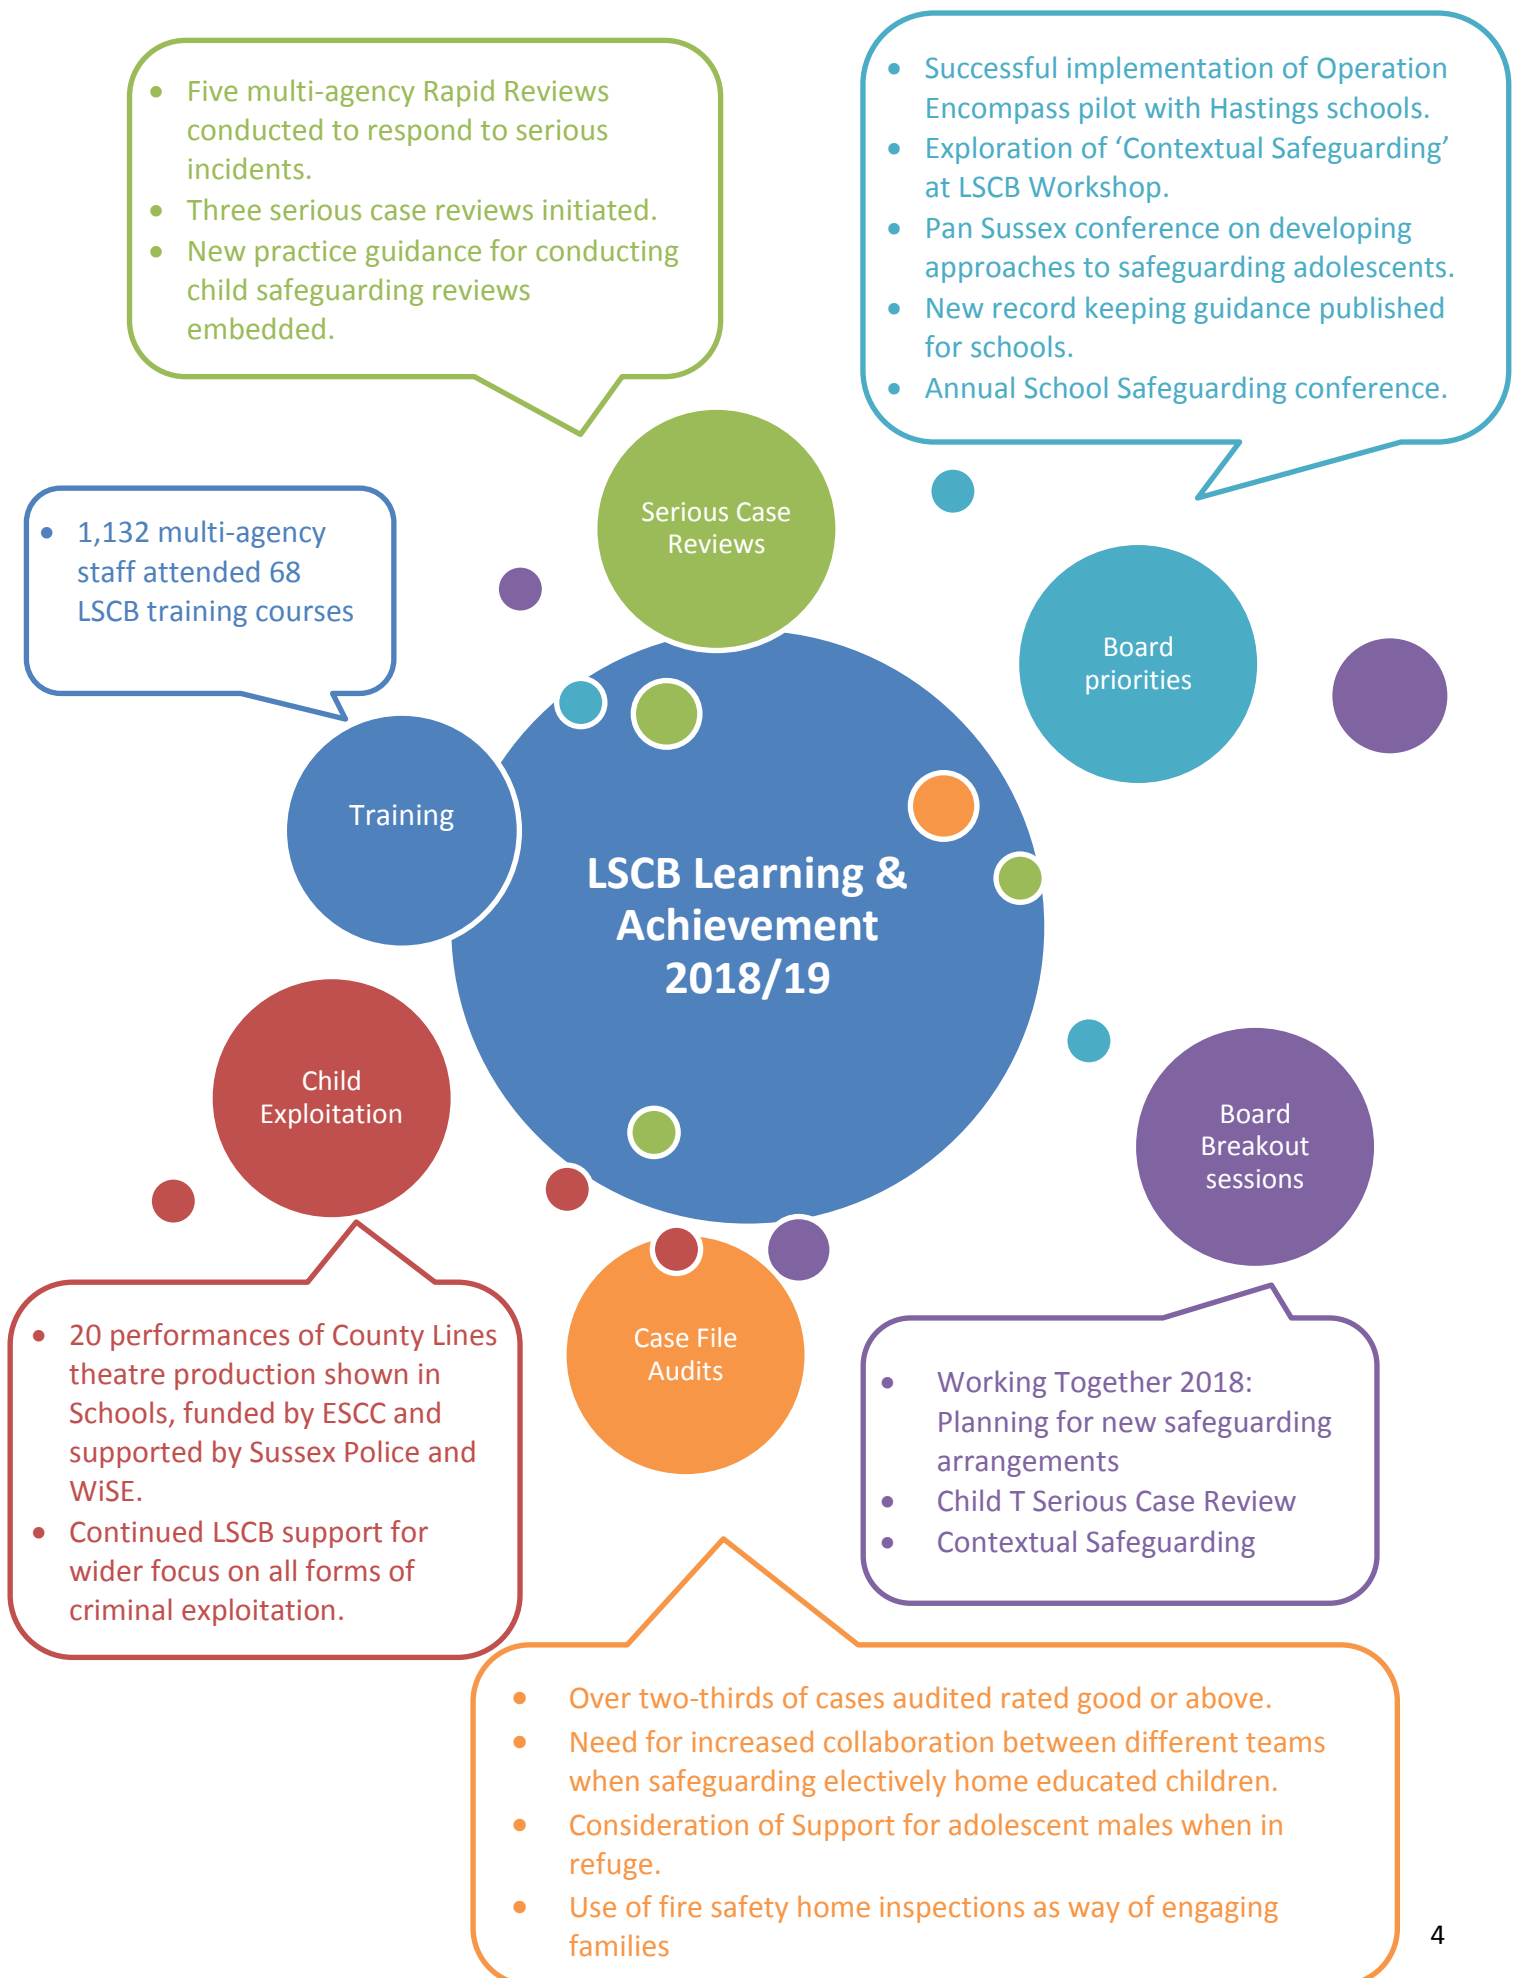 • Five multi-agency Rapid Reviews
conducted to respond to serious
incidents.
• Three serious case reviews initiated.
• New practice guidance for conducting
child safeguarding reviews
embedded.
• Successful implementation of Operation
Encompass pilot with Hastings schools.
• Exploration of ‘Contextual Safeguarding’
at LSCB Workshop.
• Pan Sussex conference on developing
approaches to safeguarding adolescents.
• New record keeping guidance published
for schools.
• Annual School Safeguarding conference.
Serious Case
Reviews
• 1,132 multi-agency
staff attended 68
LSCB training courses
Board
priorities
Training
LSCB Learning &
Achievement
2018/19
Child
Exploitation
Board
Breakout
sessions
• 20 performances of County Lines
theatre production shown in
Schools, funded by ESCC and
supported by Sussex Police and
WiSE.
• Continued LSCB support for
wider focus on all forms of
criminal exploitation.
Case File
Audits
• Working Together 2018:
Planning for new safeguarding
arrangements
• Child T Serious Case Review
• Contextual Safeguarding
• Over two-thirds of cases audited rated good or above.
• Need for increased collaboration between different teams
when safeguarding electively home educated children.
• Consideration of Support for adolescent males when in
refuge.
• Use of fire safety home inspections as way of engaging
families
4